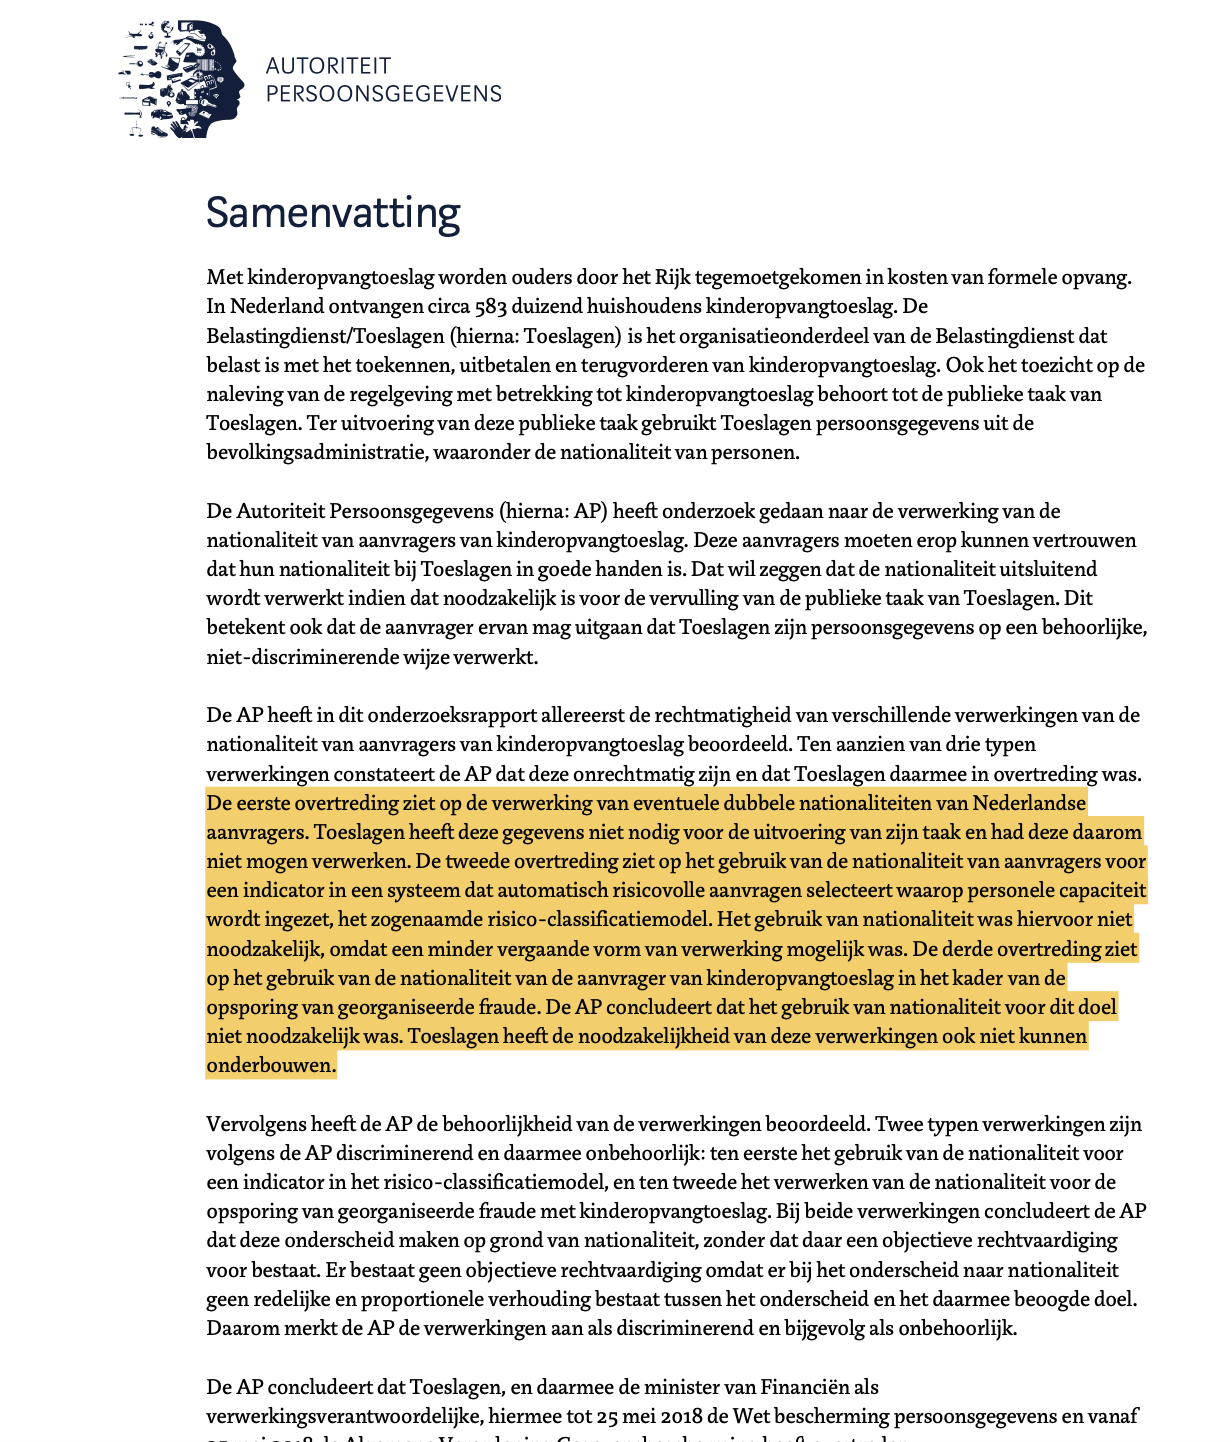 AUTORITEIT
PERSOONSGEGEVENS
Samenvatting
Met kinderopvangtoeslag worden ouders door het Rijk tegemoetgekomen in kosten van formele opvang.
In Nederland ontvangen circa 583 duizend huishoudens kinderopvangtoeslag. De
Belastingdienst/Toeslagen (hierna: Toeslagen) is het organisatieonderdeel van de Belastingdienst dat
belast is met het toekennen, uitbetalen en terugvorderen van kinderopvangtoeslag. Ook het toezicht op de
naleving van de regelgeving met betrekking tot kinderopvangtoeslag behoort tot de publieke taak van
Toeslagen. Ter uitvoering van deze publieke taak gebruikt Toeslagen persoonsgegevens uit de
bevolkingsadministratie, waaronder de nationaliteit van personen.
De Autoriteit Persoonsgegevens (hierna: AP) heeft onderzoek gedaan naar de verwerking van de
nationaliteit van aanvragers van kinderopvangtoeslag. Deze aanvragers moeten erop kunnen vertrouwen
dat hun nationaliteit bij Toeslagen in goede handen is. Dat wil zeggen dat de nationaliteit uitsluitend
wordt verwerkt indien dat noodzakelijk is voor de vervulling van de publieke taak van Toeslagen. Dit
betekent ook dat de aanvrager ervan mag uitgaan dat Toeslagen zijn persoonsgegevens op een behoorlijke,
niet-discriminerende wijze verwerkt.
De AP heeft in dit onderzoeksrapport allereerst de rechtmatigheid van verschillende verwerkingen van de
nationaliteit van aanvragers van kinderopvangtoeslag beoordeeld. Ten aanzien van drie typen
verwerkingen constateert de AP dat deze onrechtmatig zijn en dat Toeslagen daarmee in overtreding was.
De eerste overtreding ziet op de verwerking van eventuele dubbele nationaliteiten van Nederlandse
aanvragers. Toeslagen heeft deze gegevens niet nodig voor de uitvoering van zijn taak en had deze daarom
niet mogen verwerken. De tweede overtreding ziet op het gebruik van de nationaliteit van aanvragers voor
een indicator in een systeem dat automatisch risicovolle aanvragen selecteert waarop personele capaciteit
wordt ingezet, het zogenaamde risico-classificatiemodel. Het gebruik van nationaliteit was hiervoor niet
noodzakelijk, omdat een minder vergaande vorm van verwerking mogelijk was. De derde overtreding ziet
op het gebruik van de nationaliteit van de aanvrager van kinderopvangtoeslag in het kader van de
opsporing van georganiseerde fraude. De AP concludeert dat het gebruik van nationaliteit voor dit doel
niet noodzakelijk was. Toeslagen heeft de noodzakelijkheid van deze verwerkingen ook niet kunnen
onderbouwen.
Vervolgens heeft de AP de behoorlijkheid van de verwerkingen beoordeeld. Twee typen verwerkingen zijn
volgens de AP discriminerend en daarmee onbehoorlijk: ten eerste het gebruik van de nationaliteit voor
een indicator in het risico-classificatiemodel, en ten tweede het verwerken van de nationaliteit voor de
opsporing van georganiseerde fraude met kinderopvangtoeslag. Bij beide verwerkingen concludeert de AP
dat deze onderscheid maken op grond van nationaliteit, zonder dat daar een objectieve rechtvaardiging
voor bestaat. Er bestaat geen objectieve rechtvaardiging omdat er bij het onderscheid naar nationaliteit
geen redelijke en proportionele verhouding bestaat tussen het onderscheid en het daarmee beoogde doel.
Daarom merkt de AP de verwerkingen aan als discriminerend en bijgevolg als onbehoorlijk.
De AP concludeert dat Toeslagen, en daarmee de minister van Financiën als
verwerkingsverantwoordelijke, hiermee tot 25 mei 2018 de Wet bescherming persoonsgegevens en vanaf